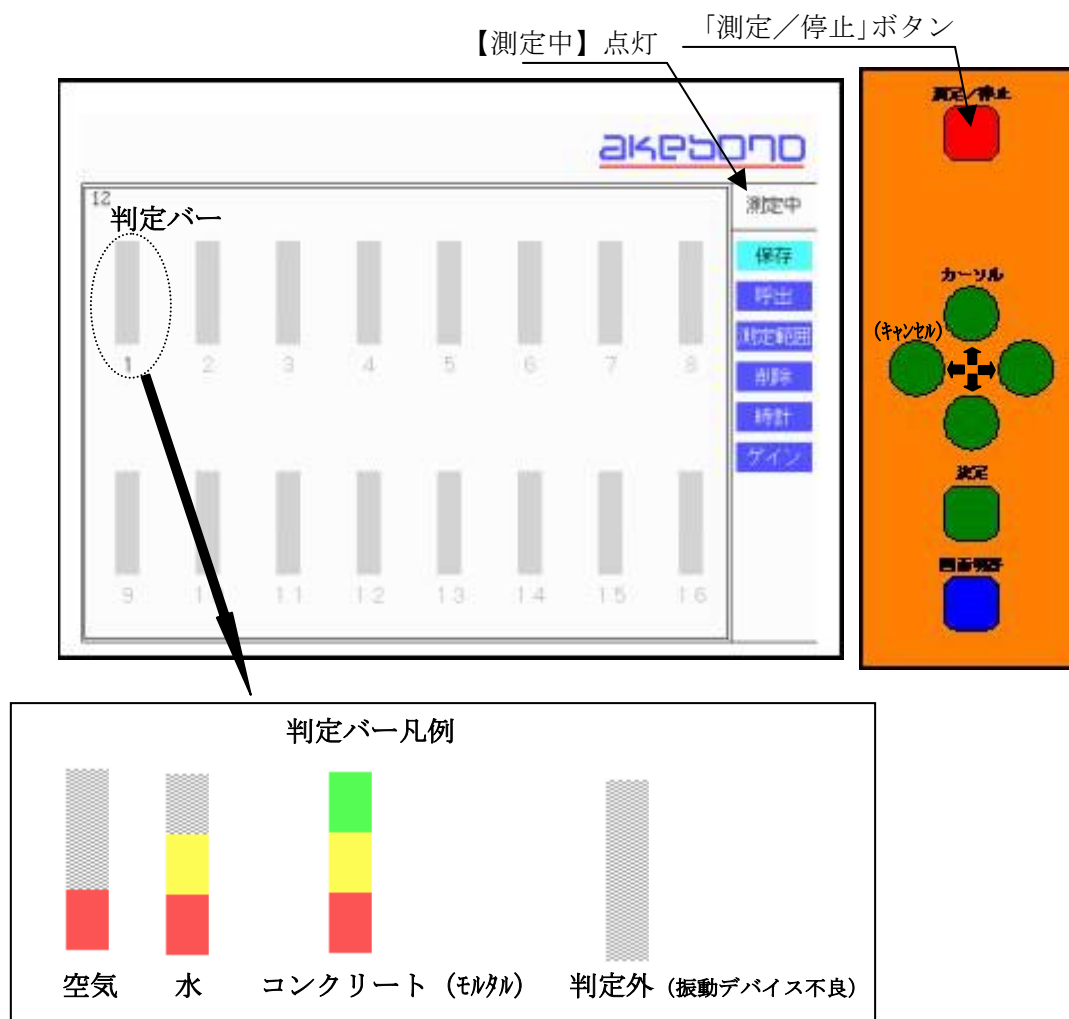 【測定中】点灯
「測定／停止」ボタン
akebono
測定／停止
12
判定バー
測定中
保存
呼出
測定範囲
削除
時計
ゲイン
1 2 3 4 5 6 7 8
9 1 11 12 13 14 15 16
カーソル
(キャンセル)
決定
画面切替
判定バー凡例
空気 水 コンクリート（ﾓﾙﾀﾙ） 判定外（振動デバイス不良）